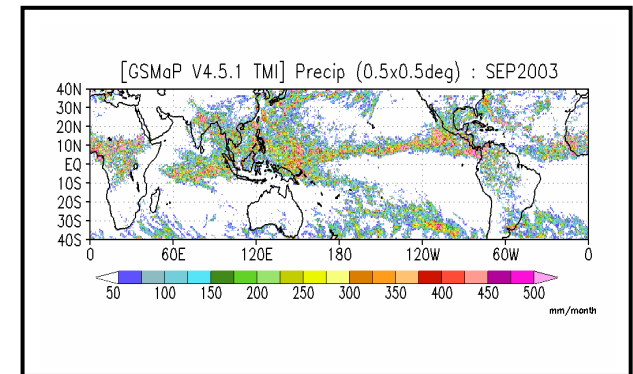 [GSMaP V4.5.1 TMI] Precip (0.5x0.5deg) : SEP2003
40N
30N
20N
10N
EQ
10S
20S
30S
40S
0 60E 120E 180 120W 60W 0
50 100 150 200 250 300 350 400 450 500
mm/month